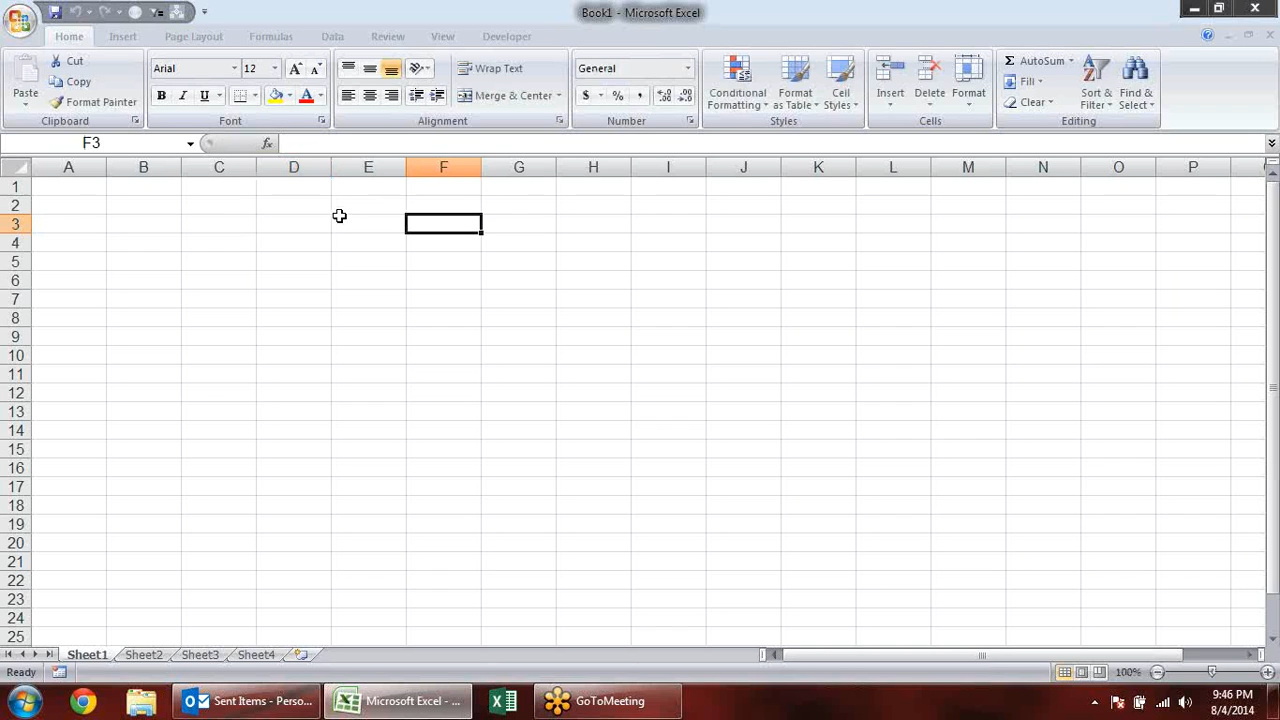 Book1 - Microsoft Excel
Home Insert Page Layout Formulas Data Review View Developer
Paste
Cut
Copy
Format Painter
Clipboard
Arial 12
B I U A
Font
Wrap Text
Merge & Center
Alignment
General
$ % ,
Number
Conditional Formatting
Format as Table
Cell Styles
Styles
Insert Delete Format
Cells
Σ AutoSum
Fill
Clear
Sort & Filter
Find & Select
Editing
F3 fx
A B C D E F G H I J K L M N O P
1
2
3
4
5
6
7
8
9
10
11
12
13
14
15
16
17
18
19
20
21
22
23
24
25
Sheet1 Sheet2 Sheet3 Sheet4
Ready 100%
Sent Items - Perso... Microsoft Excel - ... GoToMeeting
9:46 PM
8/4/2014